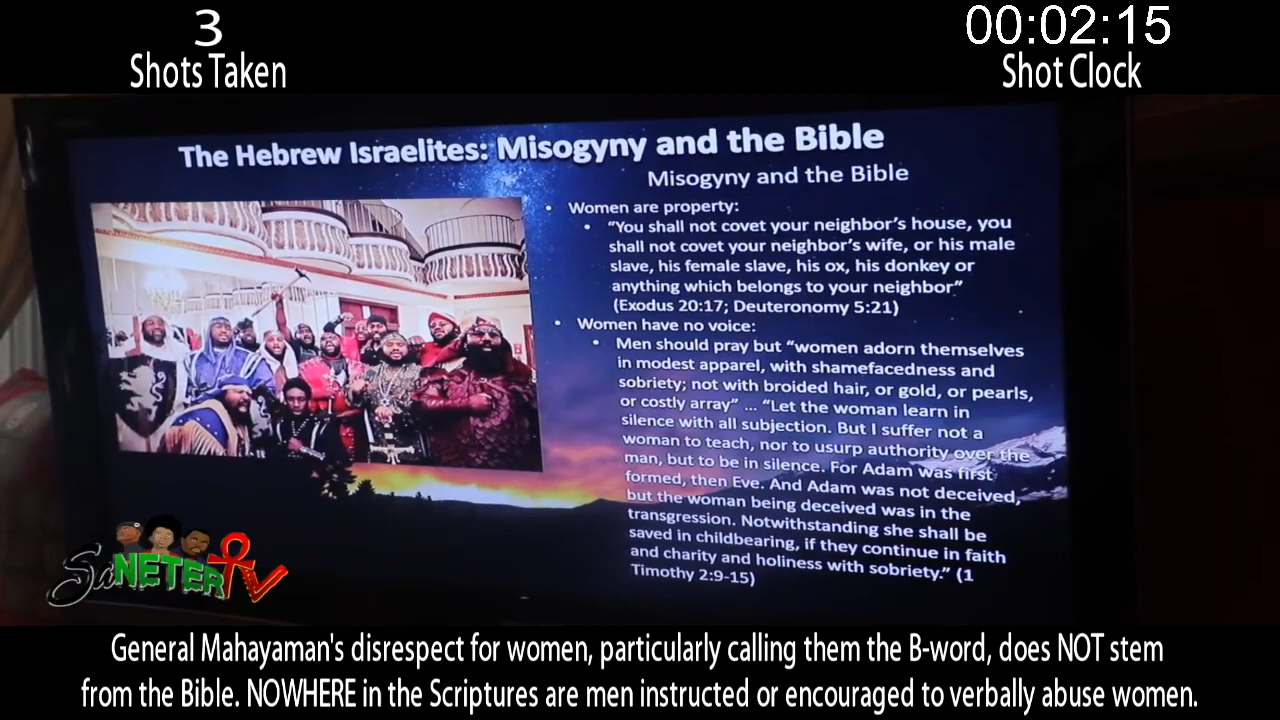 3
Shots Taken
00:02:15
Shot Clock
The Hebrew Israelites: Misogyny and the Bible
Misogyny and the Bible
• Women are property:
• “You shall not covet your neighbor’s house, you
shall not covet your neighbor’s wife, or his male
slave, his female slave, his ox, his donkey or
anything which belongs to your neighbor”
(Exodus 20:17; Deuteronomy 5:21)
• Women have no voice:
• Men should pray but “women adorn themselves
in modest apparel, with shamefacedness and
sobriety; not with broided hair, or gold, or pearls,
or costly array” ... “Let the woman learn in
silence with all subjection. But I suffer not a
woman to teach, nor to usurp authority over the
man, but to be in silence. For Adam was first
formed, then Eve. And Adam was not deceived,
but the woman being deceived was in the
transgression. Notwithstanding she shall be
saved in childbearing, if they continue in faith
and charity and holiness with sobriety.” (1
Timothy 2:9-15)
SaNETERTV
General Mahayaman's disrespect for women, particularly calling them the B-word, does NOT stem
from the Bible. NOWHERE in the Scriptures are men instructed or encouraged to verbally abuse women.